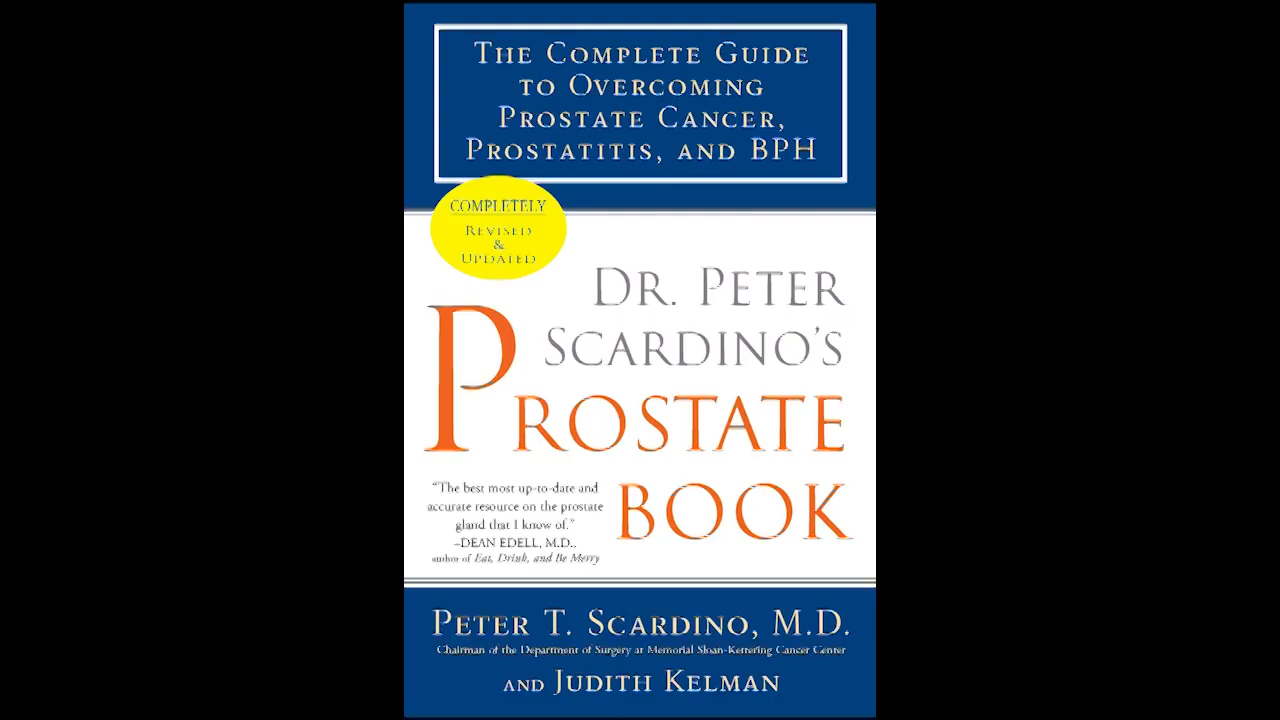 THE COMPLETE GUIDE
TO OVERCOMING
PROSTATE CANCER,
PROSTATITIS, AND BPH
COMPLETELY
REVISED
&
UPDATED
DR. PETER
SCARDINO'S
PROSTATE
BOOK
“The best most up-to-date and
accurate resource on the prostate
gland that I know of.”
–DEAN EDELL, M.D.,
author of Eat, Drink, and Be Merry
PETER T. SCARDINO, M.D.
Chairman of the Department of Surgery at Memorial Sloan-Kettering Cancer Center
AND JUDITH KELMAN